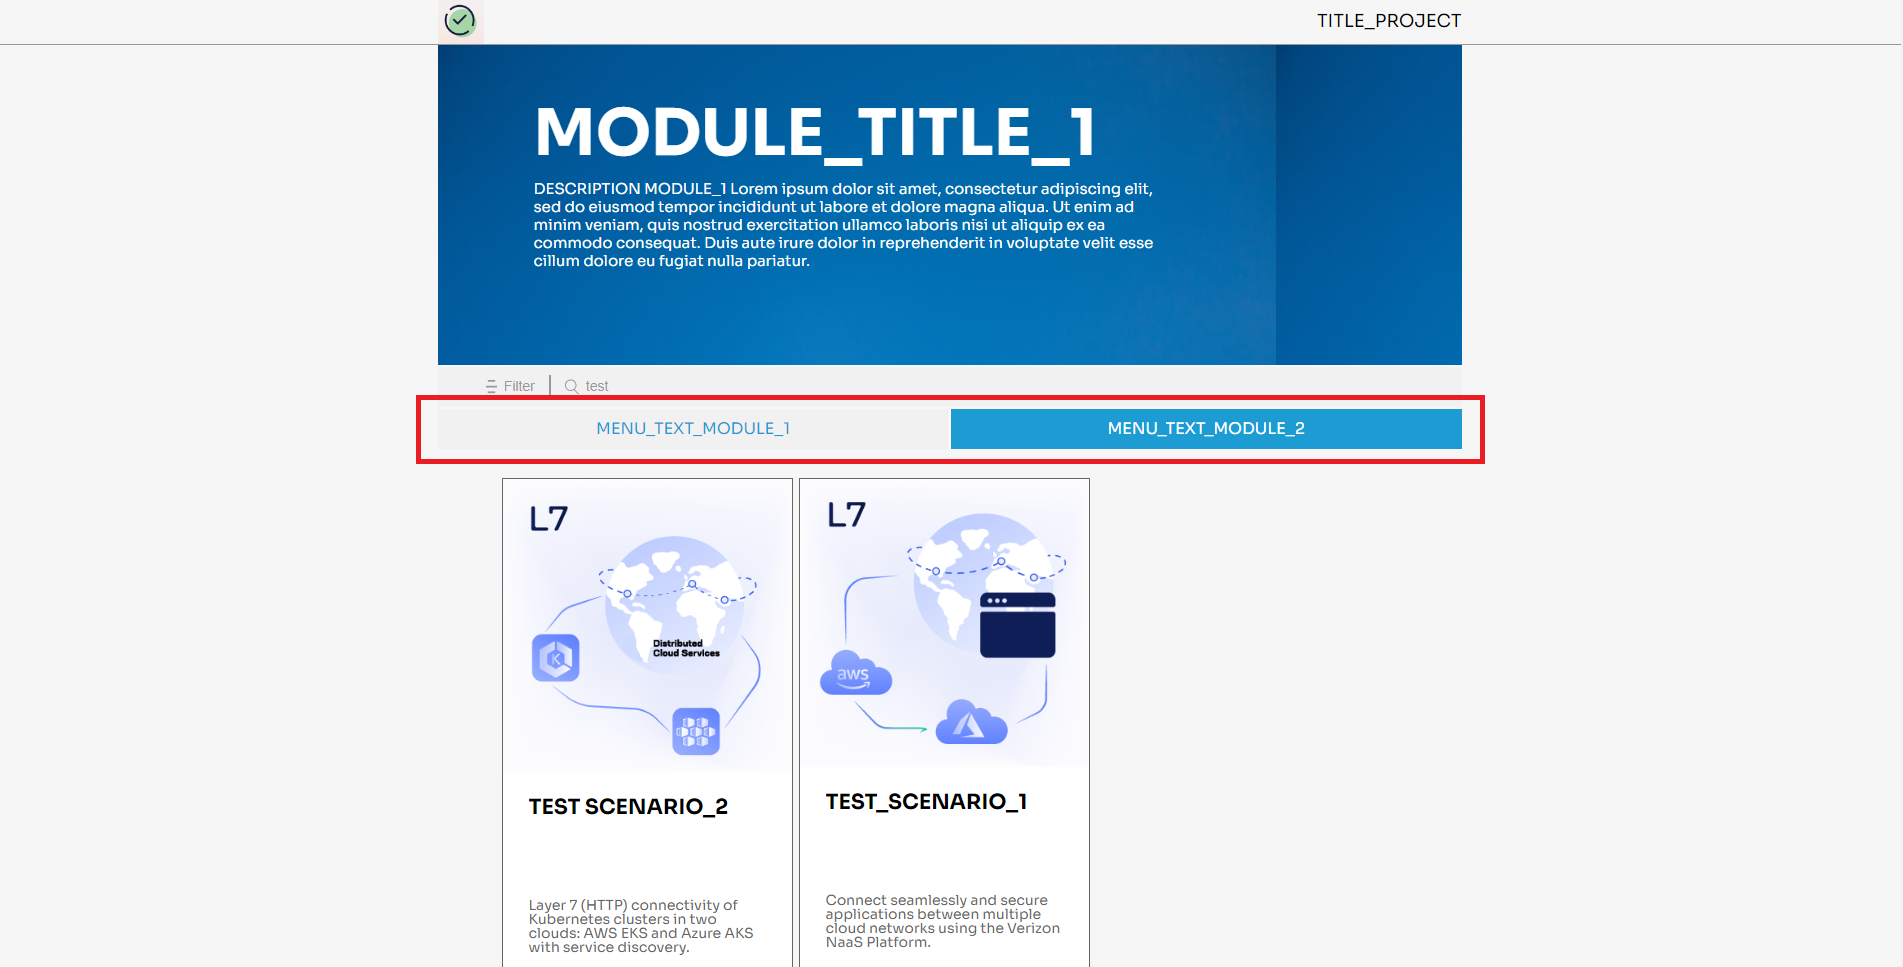 TITLE_PROJECT
MODULE_TITLE_1
DESCRIPTION MODULE_1 Lorem ipsum dolor sit amet, consectetur adipiscing elit,
sed do eiusmod tempor incididunt ut labore et dolore magna aliqua. Ut enim ad
minim veniam, quis nostrud exercitation ullamco laboris nisi ut aliquip ex ea
commodo consequat. Duis aute irure dolor in reprehenderit in voluptate velit esse
cillum dolore eu fugiat nulla pariatur.
Filter
test
MENU_TEXT_MODULE_1
MENU_TEXT_MODULE_2
L7
Distributed
Cloud Services
K
TEST SCENARIO_2
Layer 7 (HTTP) connectivity of
Kubernetes clusters in two
clouds: AWS EKS and Azure AKS
with service discovery.
L7
aws
TEST_SCENARIO_1
Connect seamlessly and secure
applications between multiple
cloud networks using the Verizon
NaaS Platform.